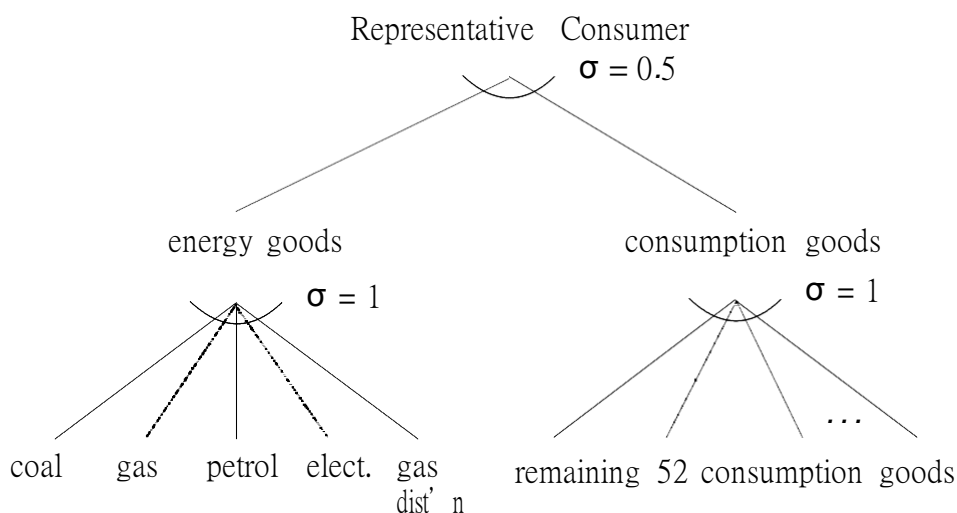 Representative Consumer
σ = 0.5
energy goods
consumption goods
σ = 1
σ = 1
...
coal gas petrol elect. gas dist' n
remaining 52 consumption goods